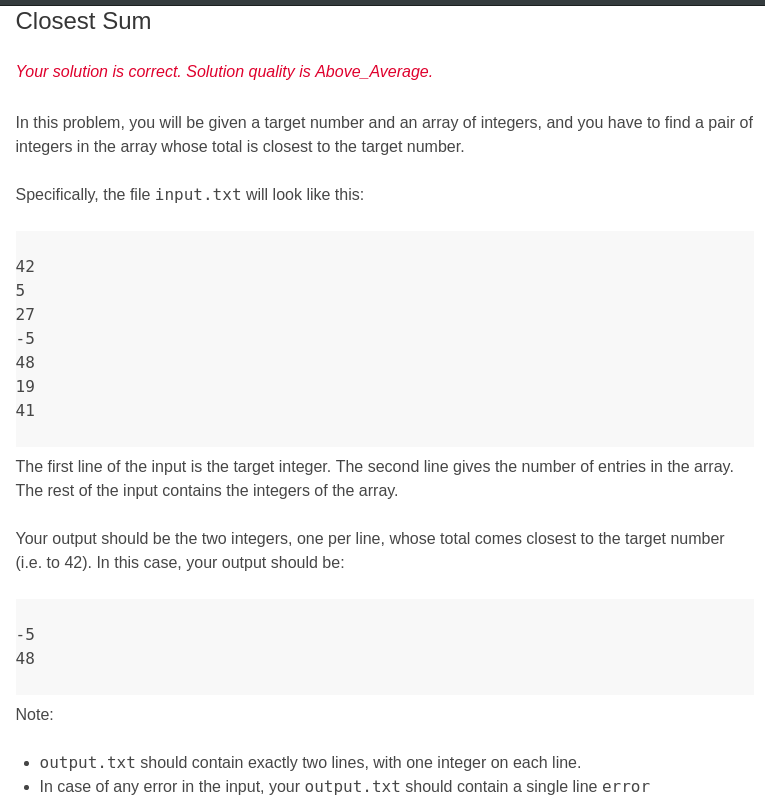 Closest Sum
Your solution is correct. Solution quality is Above_Average.
In this problem, you will be given a target number and an array of integers, and you have to find a pair of
integers in the array whose total is closest to the target number.
Specifically, the file input.txt will look like this:
42
5
27
-5
48
19
41
The first line of the input is the target integer. The second line gives the number of entries in the array.
The rest of the input contains the integers of the array.
Your output should be the two integers, one per line, whose total comes closest to the target number
(i.e. to 42). In this case, your output should be:
-5
48
Note:
• output.txt should contain exactly two lines, with one integer on each line.
• In case of any error in the input, your output.txt should contain a single line error